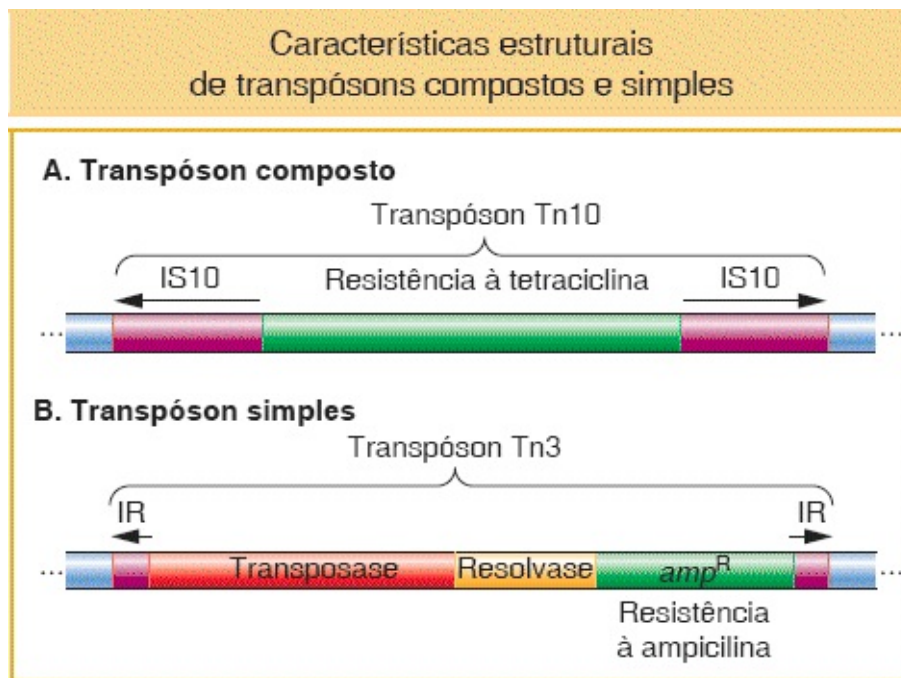 Características estruturais
de transpósons compostos e simples
A. Transpóson composto
Transpóson Tn10
IS10 Resistência à tetraciclina IS10
... ...
B. Transpóson simples
Transpóson Tn3
IR IR
... Transposase Resolvase ampR ...
Resistência
à ampicilina